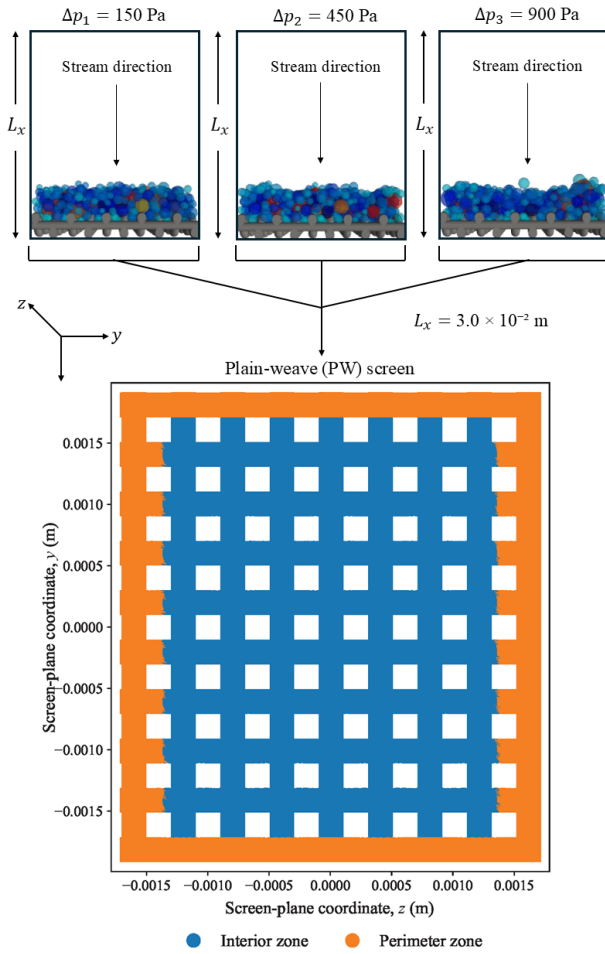 Δp₁ = 150 Pa
Δp₂ = 450 Pa
Δp₃ = 900 Pa
Stream direction
Stream direction
Stream direction
Lₓ
Lₓ
Lₓ
z
y
Lₓ = 3.0 × 10⁻² m
Plain-weave (PW) screen
Screen-plane coordinate, y (m)
0.0015
0.0010
0.0005
0.0000
−0.0005
−0.0010
−0.0015
−0.0015 −0.0010 −0.0005 0.0000 0.0005 0.0010 0.0015
Screen-plane coordinate, z (m)
Interior zone
Perimeter zone